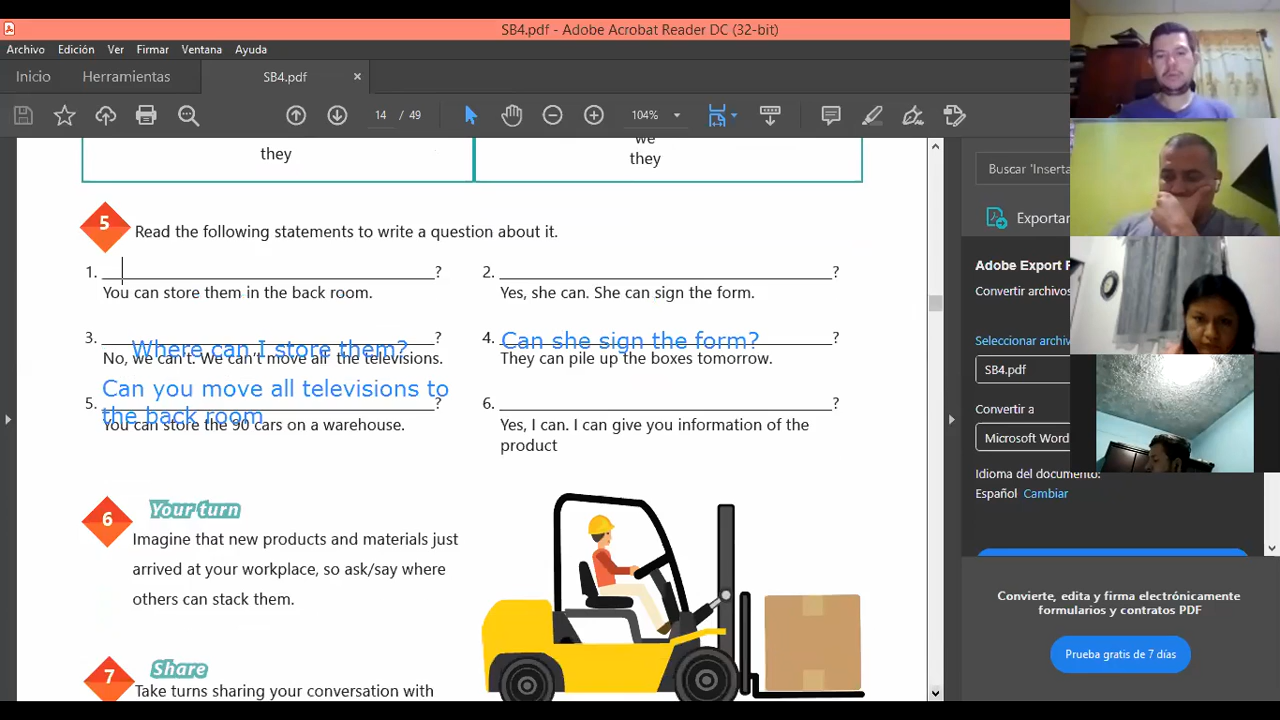 SB4.pdf - Adobe Acrobat Reader DC (32-bit)
Archivo Edición Ver Firmar Ventana Ayuda
Inicio Herramientas SB4.pdf ×
14 / 49 104%
they
we
they
5 Read the following statements to write a question about it.
1. ?
You can store them in the back room.
2. ?
Yes, she can. She can sign the form.
3. ?
Where can I store them?
No, we can't. We can't move all the televisions.
4. ?
Can she sign the form?
They can pile up the boxes tomorrow.
Can you move all televisions to
the back room
5. ?
You can store the 90 cars on a warehouse.
6. ?
Yes, I can. I can give you information of the
product
6 Your turn
Imagine that new products and materials just
arrived at your workplace, so ask/say where
others can stack them.
7 Share
Take turns sharing your conversation with
Buscar 'Inserta
Exportar
Adobe Export
Convertir archivos
Seleccionar archiv
SB4.pdf
Convertir a
Microsoft Word
Idioma del documento:
Español Cambiar
Convierte, edita y firma electrónicamente
formularios y contratos PDF
Prueba gratis de 7 días